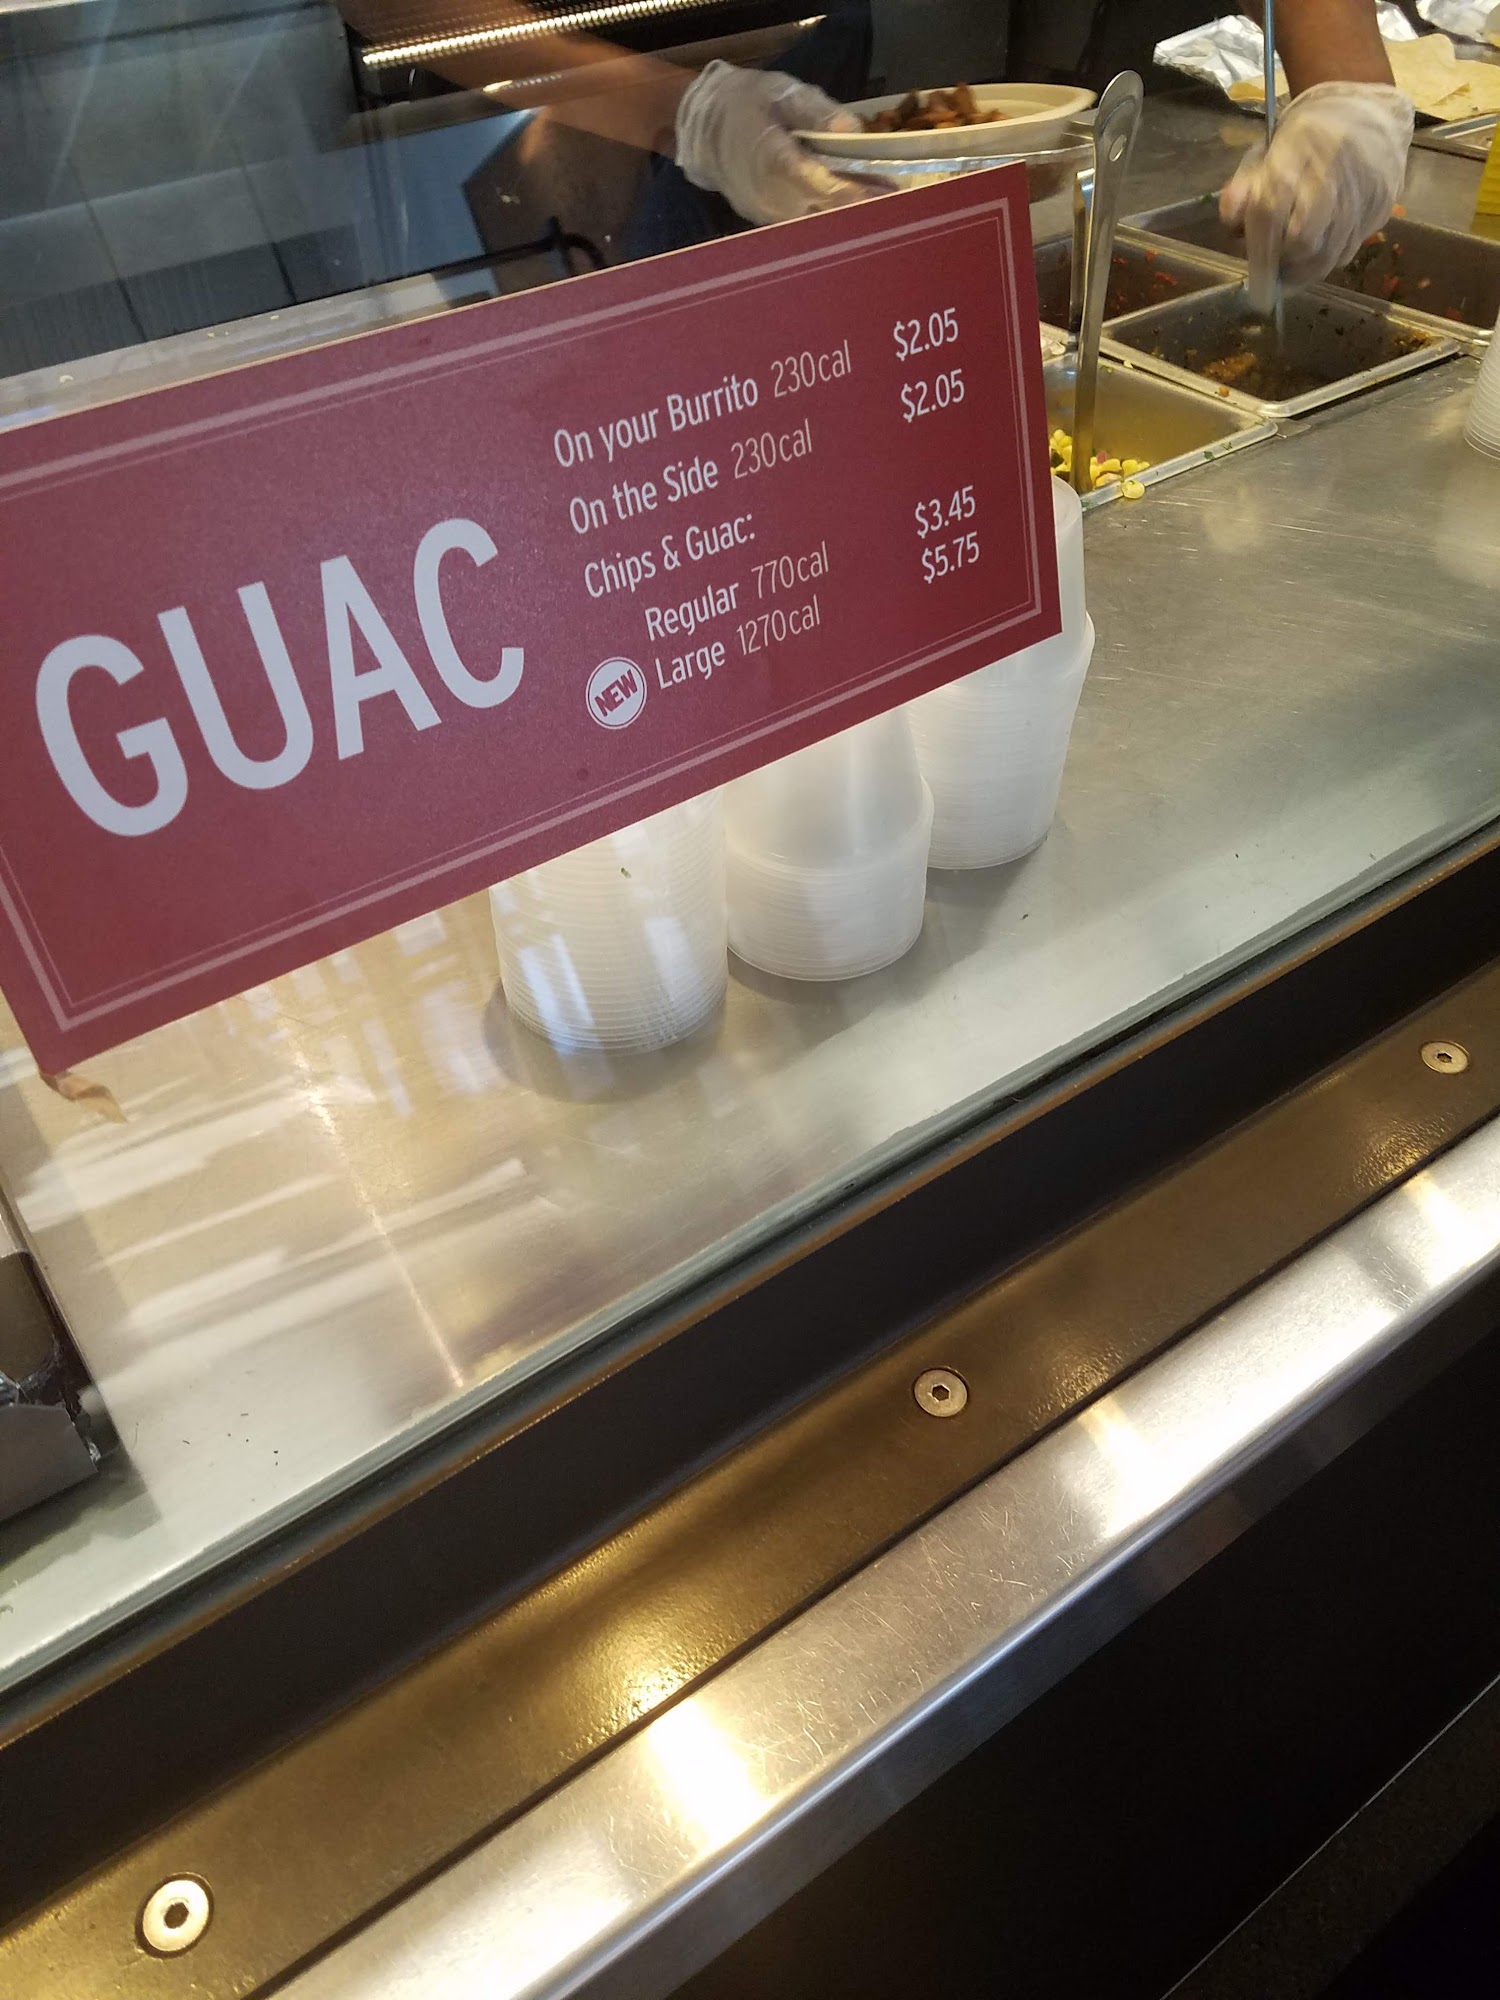 GUAC
On your Burrito 230cal $2.05
On the Side 230cal $2.05
Chips & Guac:
Regular 770cal $3.45
NEW Large 1270cal $5.75